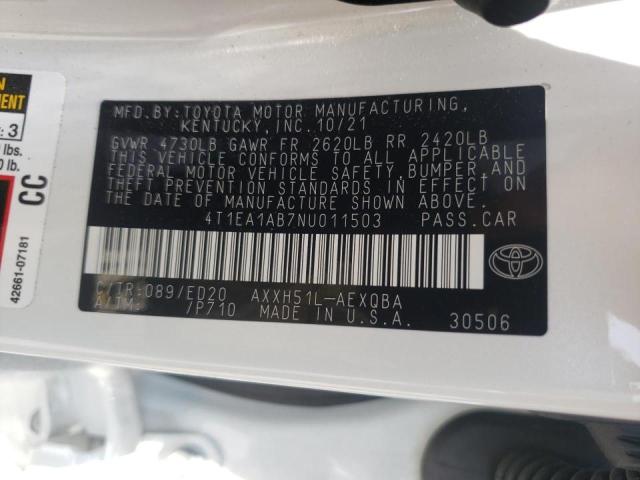 MFD.BY:TOYOTA MOTOR MANUFACTURING,
KENTUCKY, INC. 10/21
GVWR 4730LB GAWR FR 2620LB RR 2420LB
THIS VEHICLE CONFORMS TO ALL APPLICABLE
FEDERAL MOTOR VEHICLE SAFETY, BUMPER, AND
THEFT PREVENTION STANDARDS IN EFFECT ON
THE DATE OF MANUFACTURE SHOWN ABOVE.
4T1EA1AB7NU011503 PASS.CAR
C/TR:089/ED20 AXXH51L-AEXQBA
A/TM: /P710 MADE IN U.S.A. 30506
TOYOTA
3
CC
42661-07181